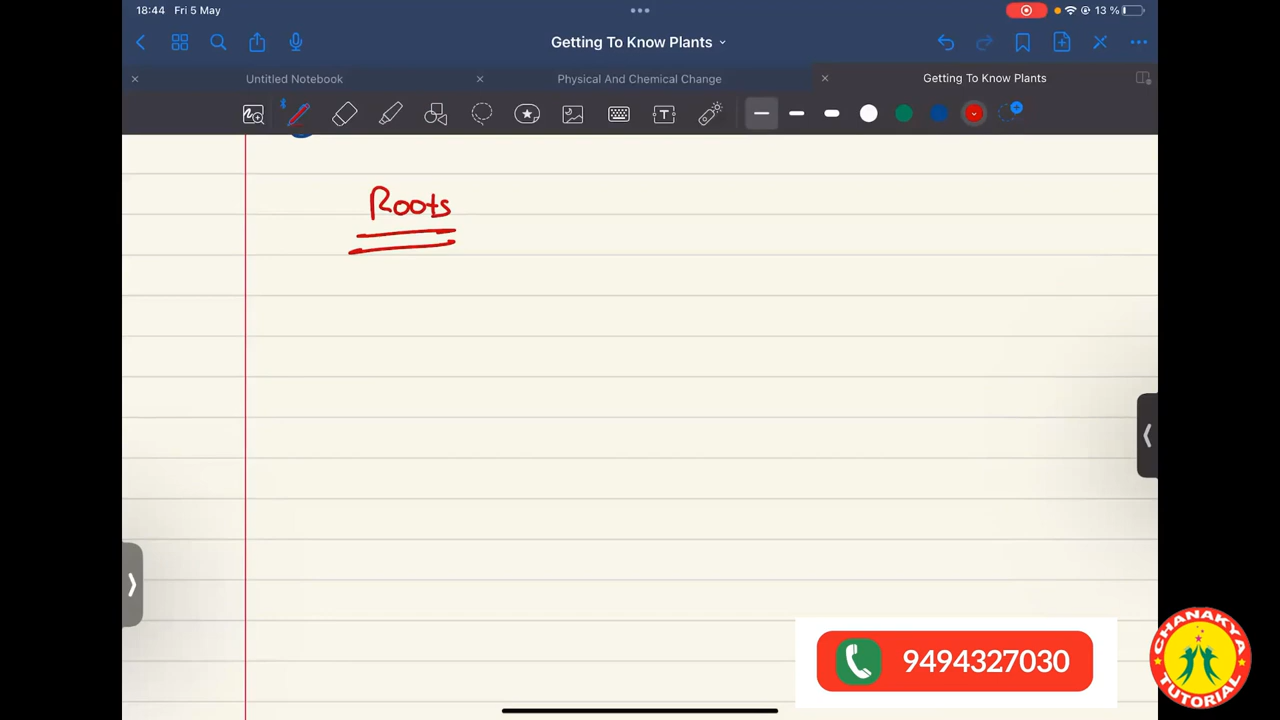 18:44 Fri 5 May
13 %
Getting To Know Plants
Untitled Notebook
Physical And Chemical Change
Getting To Know Plants
T
Roots
9494327030
CHANAKYA
TUTORIAL